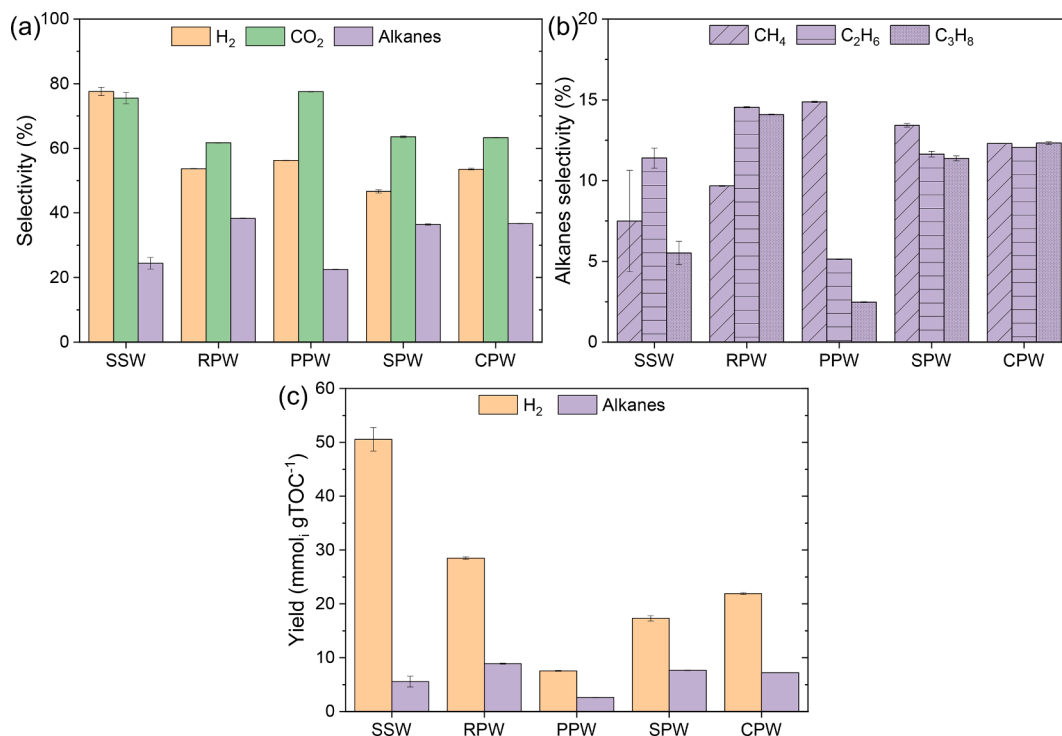 (a)
H₂ CO₂ Alkanes
Selectivity (%)
100
80
60
40
20
0
SSW RPW PPW SPW CPW
(b)
CH₄ C₂H₆ C₃H₈
Alkanes selectivity (%)
20
15
10
5
0
SSW RPW PPW SPW CPW
(c)
H₂ Alkanes
Yield (mmolᵢ gTOC⁻¹)
60
50
40
30
20
10
0
SSW RPW PPW SPW CPW